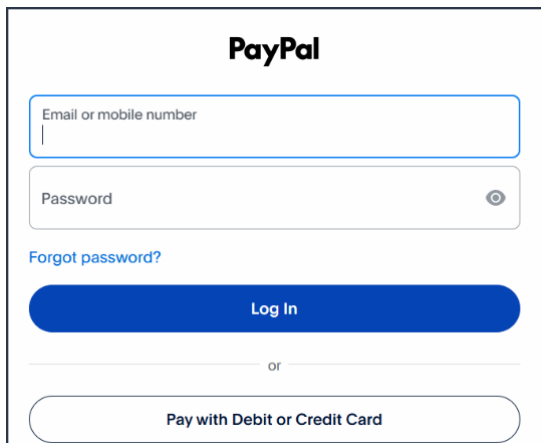 PayPal
Email or mobile number
Password
Forgot password?
Log In
or
Pay with Debit or Credit Card